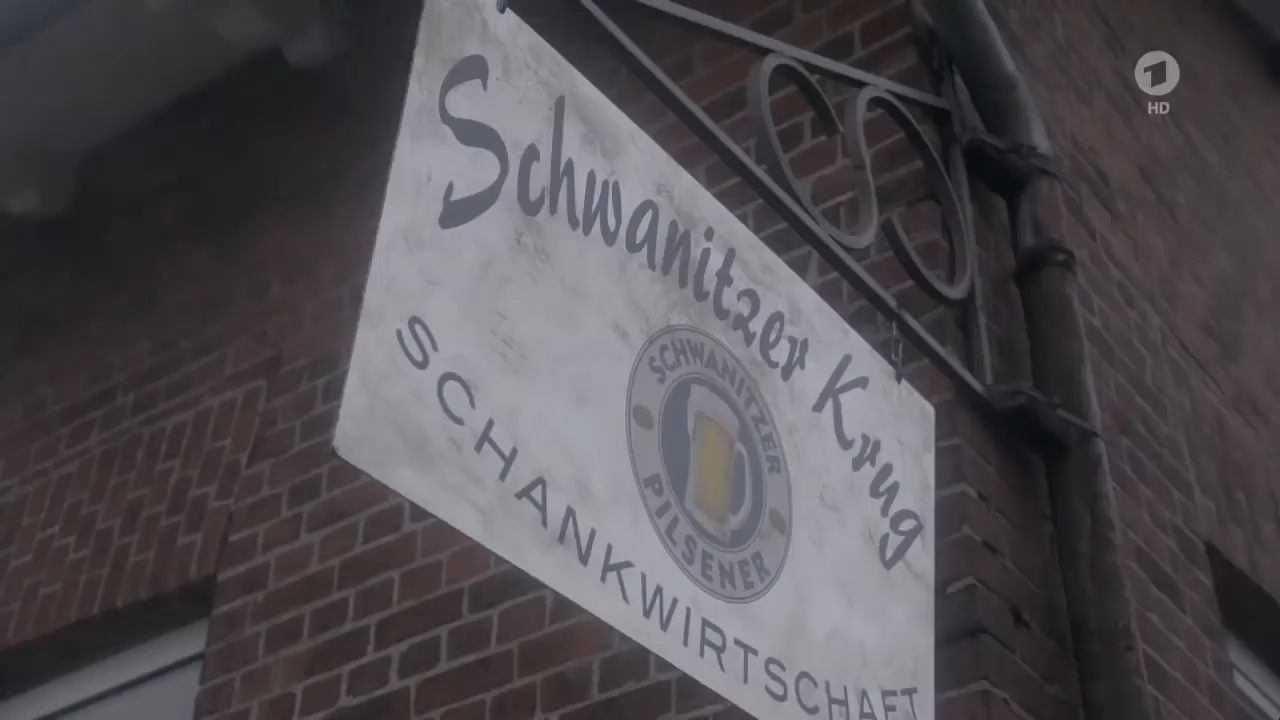 Schwanitzer Krug
SCHWANITZER
PILSENER
SCHANKWIRTSCHAFT
1
HD